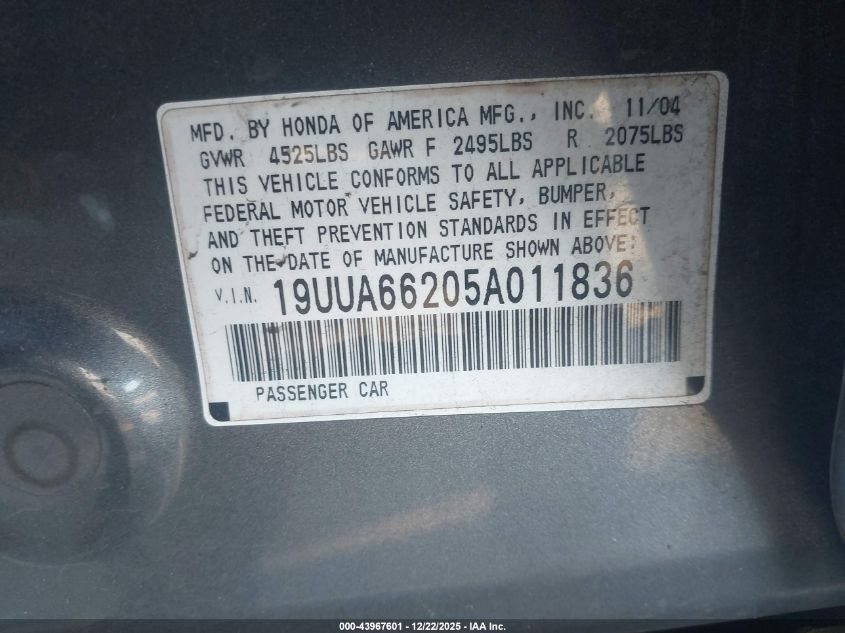 MFD. BY HONDA OF AMERICA MFG., INC. 11/04
GVWR 4525LBS GAWR F 2495LBS R 2075LBS
THIS VEHICLE CONFORMS TO ALL APPLICABLE
FEDERAL MOTOR VEHICLE SAFETY, BUMPER,
AND THEFT PREVENTION STANDARDS IN EFFECT
ON THE DATE OF MANUFACTURE SHOWN ABOVE:
V.I.N. 19UUA66205A011836
PASSENGER CAR
000-43967601 - 12/22/2025 - IAA Inc.